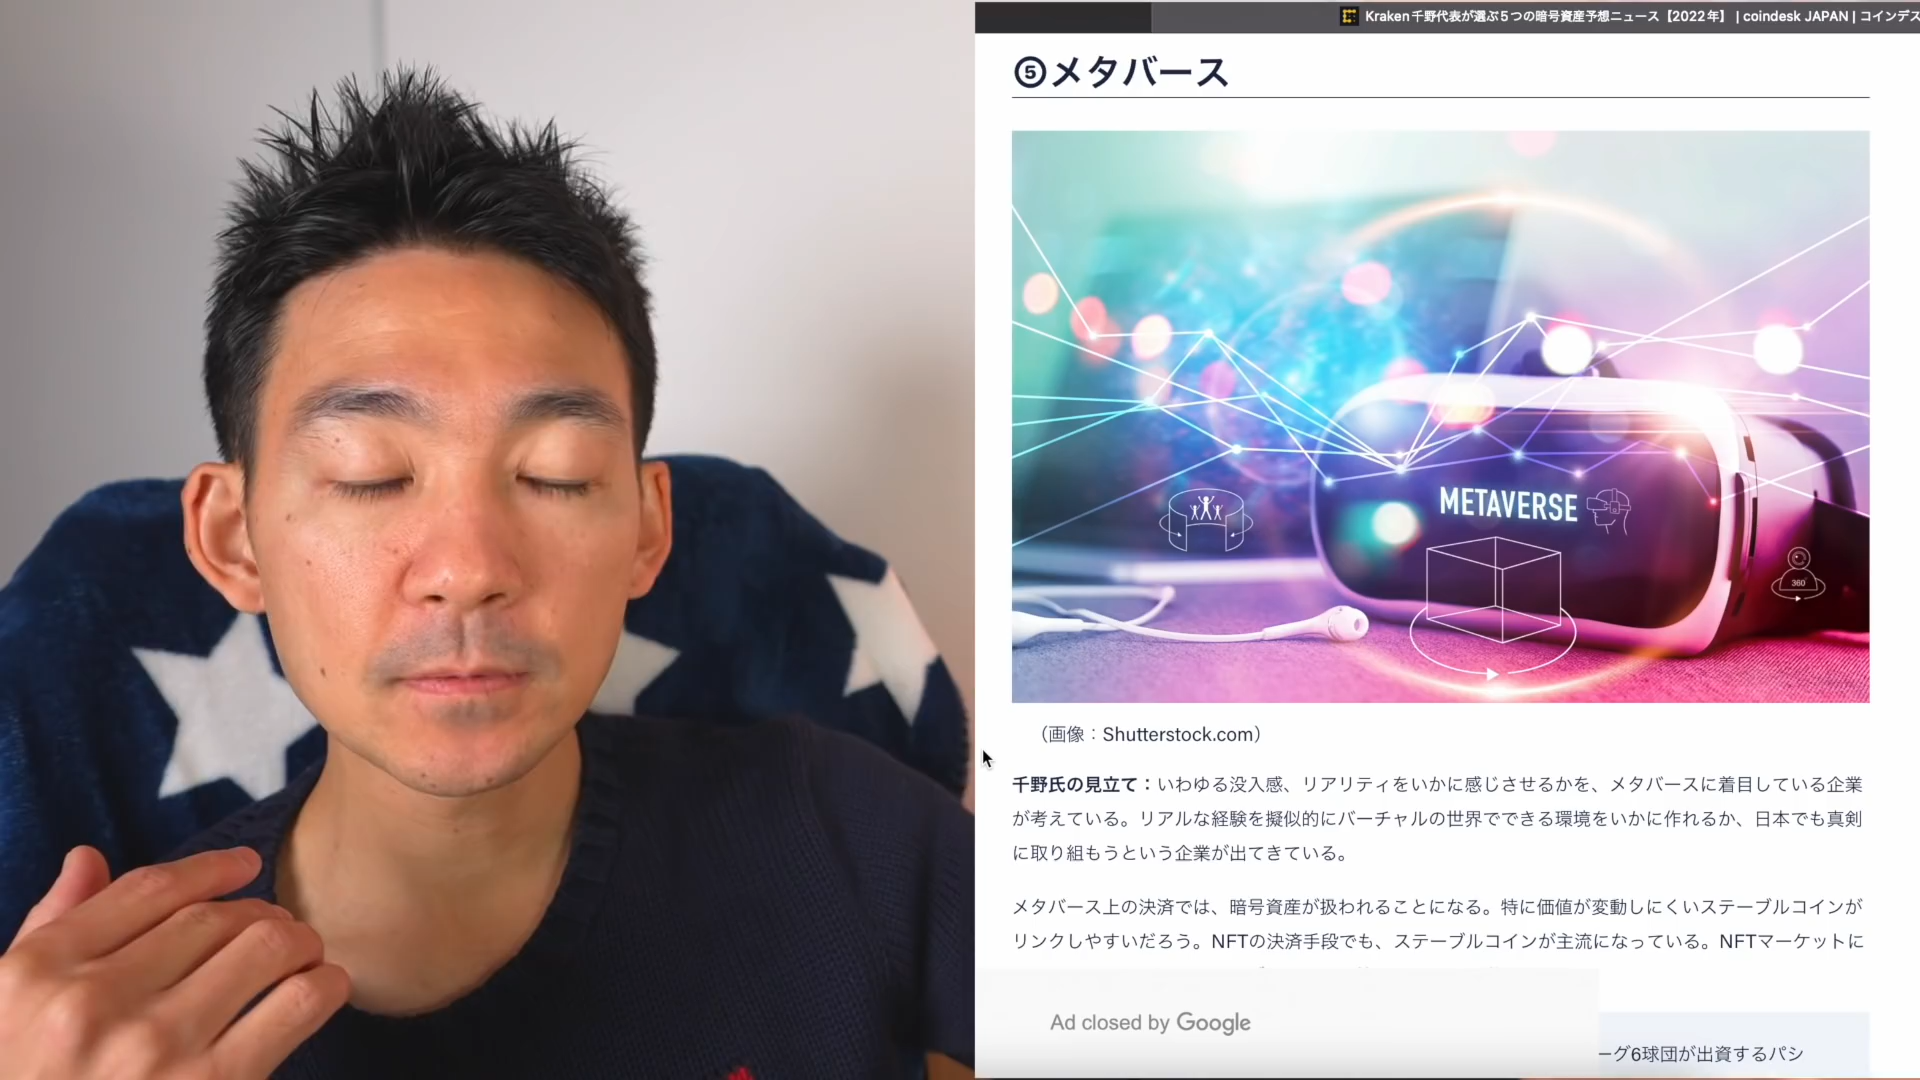 Kraken千野代表が選ぶ5つの暗号資産予想ニュース【2022年】 | coindesk JAPAN | コインデス
⑤メタバース
METAVERSE
360°
（画像：Shutterstock.com）
千野氏の見立て：いわゆる没入感、リアリティをいかに感じさせるかを、メタバースに着目している企業
が考えている。リアルな経験を擬似的にバーチャルの世界でできる環境をいかに作れるか、日本でも真剣
に取り組もうという企業が出てきている。
メタバース上の決済では、暗号資産が扱われることになる。特に価値が変動しにくいステーブルコインが
リンクしやすいだろう。NFTの決済手段でも、ステーブルコインが主流になっている。NFTマーケットに
Ad closed by Google
ーグ6球団が出資するパシ